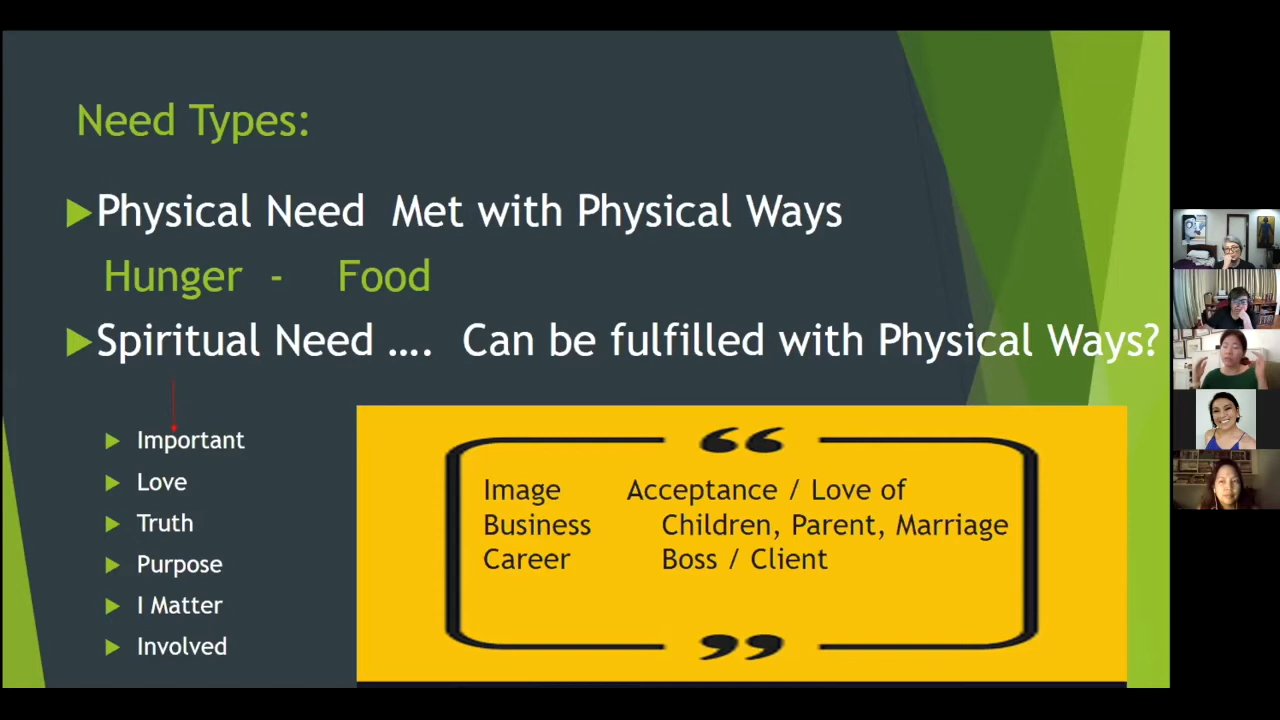 Need Types:
Physical Need Met with Physical Ways
Hunger - Food
Spiritual Need .... Can be fulfilled with Physical Ways?
Important
Love
Truth
Purpose
I Matter
Involved
“
Image Acceptance / Love of
Business Children, Parent, Marriage
Career Boss / Client
”